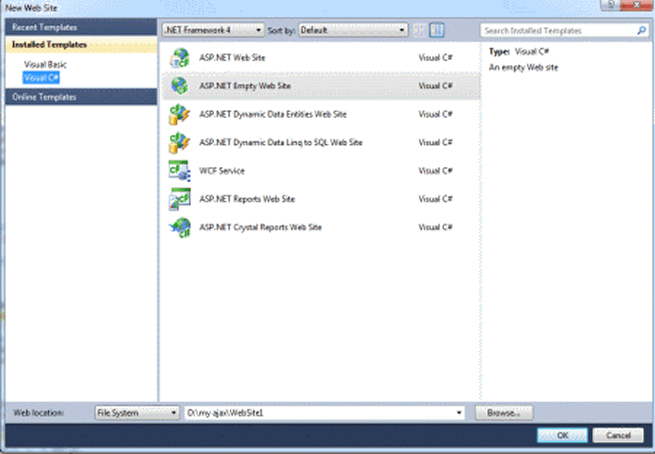 New Web Site
Recent Templates
.NET Framework 4
Sort by:
Default
Search Installed Templates
Installed Templates
Visual Basic
Visual C#
Online Templates
ASP.NET Web Site Visual C#
ASP.NET Empty Web Site Visual C#
ASP.NET Dynamic Data Entities Web Site Visual C#
ASP.NET Dynamic Data Linq to SQL Web Site Visual C#
WCF Service Visual C#
ASP.NET Reports Web Site Visual C#
ASP.NET Crystal Reports Web Site Visual C#
Type: Visual C#
An empty Web site
Web location: File System D:\my ajax\WebSite1 Browse...
OK Cancel